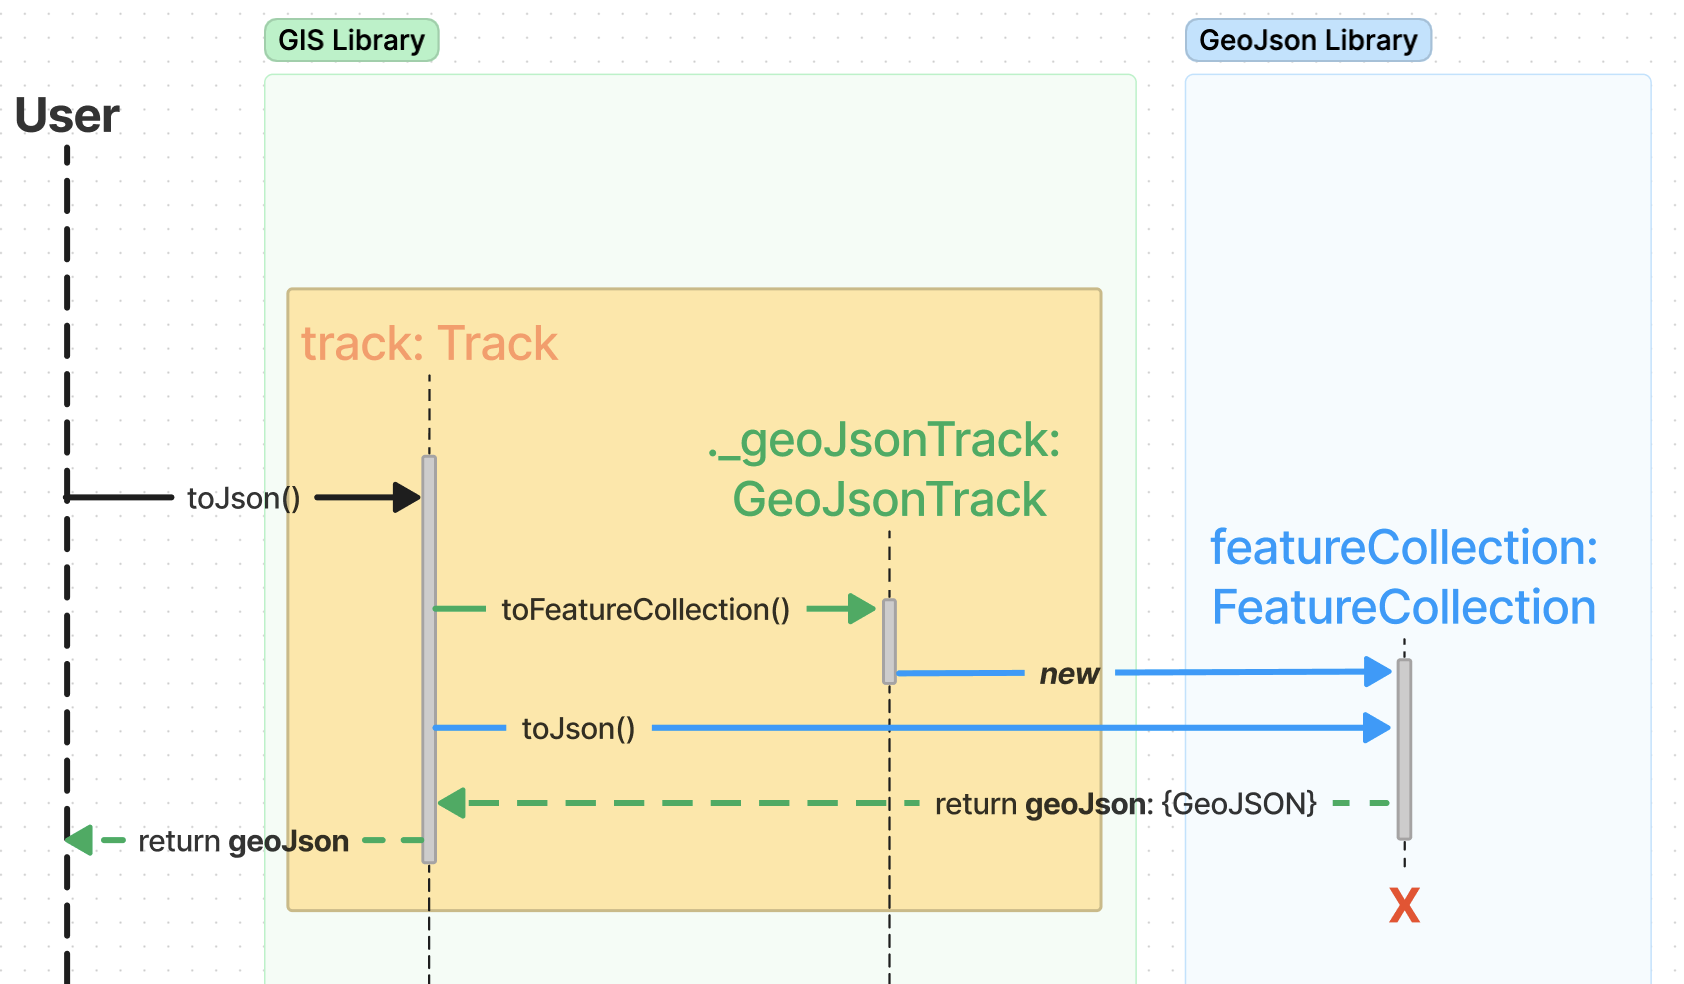 GIS Library
GeoJson Library
User
track: Track
._geoJsonTrack:
GeoJsonTrack
toJson()
featureCollection:
FeatureCollection
toFeatureCollection()
new
toJson()
return geoJson: {GeoJSON}
return geoJson
X